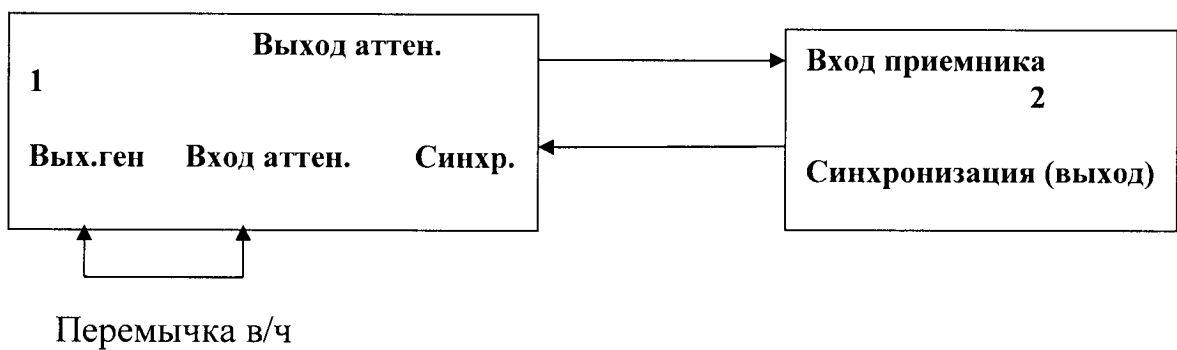 Выход аттен.
1
Вых.ген Вход аттен. Синхр.
Вход приемника
2
Синхронизация (выход)
Перемычка в/ч